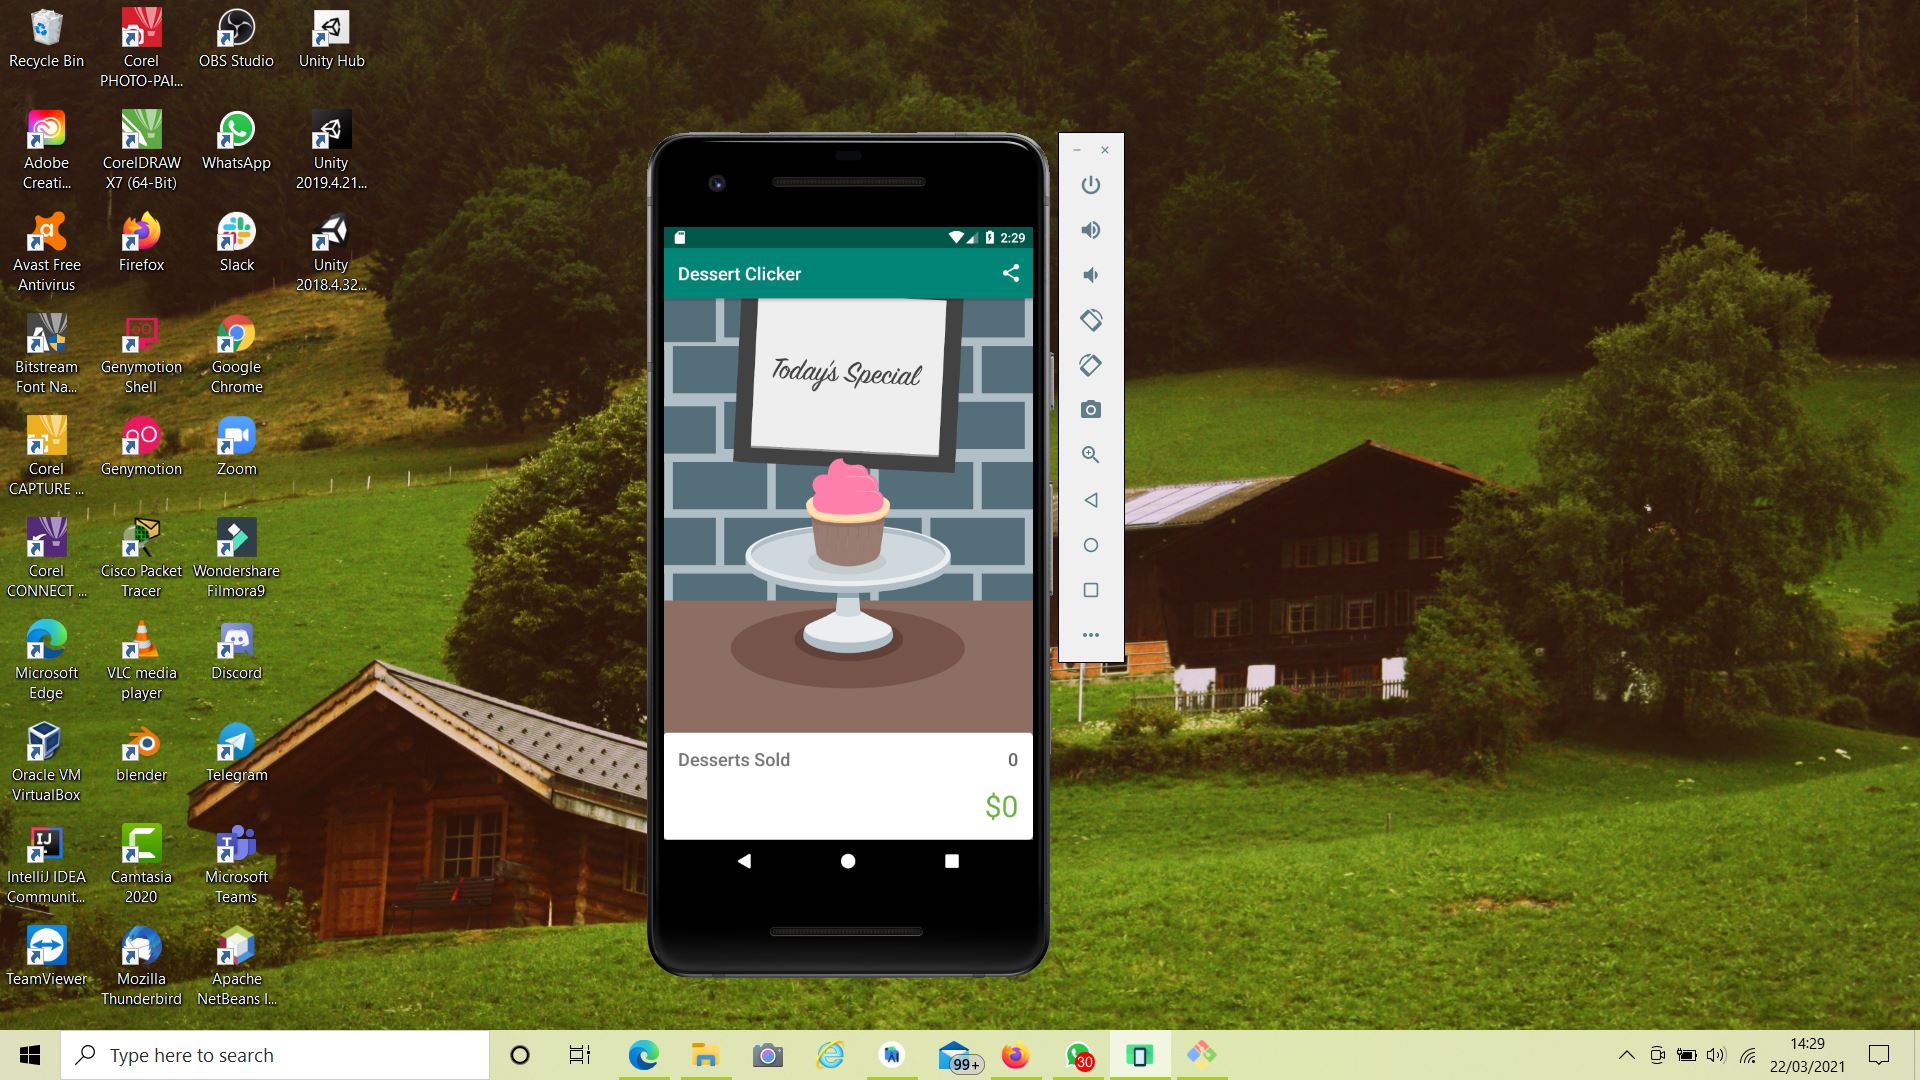 Recycle Bin
Corel
PHOTO-PAI...
OBS Studio
Unity Hub
Adobe
Creati...
CorelDRAW
X7 (64-Bit)
WhatsApp
Unity
2019.4.21...
Avast Free
Antivirus
Firefox
Slack
Unity
2018.4.32...
Bitstream
Font Na...
Genymotion
Shell
Google
Chrome
Corel
CAPTURE ...
Genymotion
Zoom
Corel
CONNECT ...
Cisco Packet
Tracer
Wondershare
Filmora9
Microsoft
Edge
VLC media
player
Discord
Oracle VM
VirtualBox
blender
Telegram
IntelliJ IDEA
Communit...
Camtasia
2020
Microsoft
Teams
TeamViewer
Mozilla
Thunderbird
Apache
NetBeans I...
2:29
Dessert Clicker
Today's Special
Desserts Sold 0
$0
Type here to search
99+
30
14:29
22/03/2021